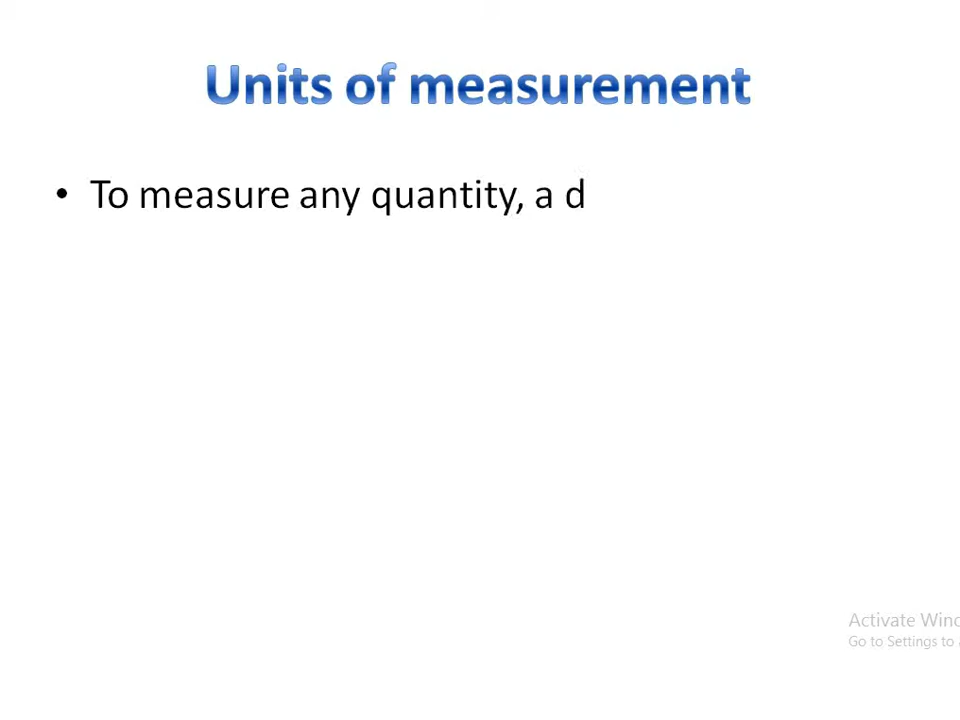 Units of measurement
• To measure any quantity, a d
Activate Wind
Go to Settings to